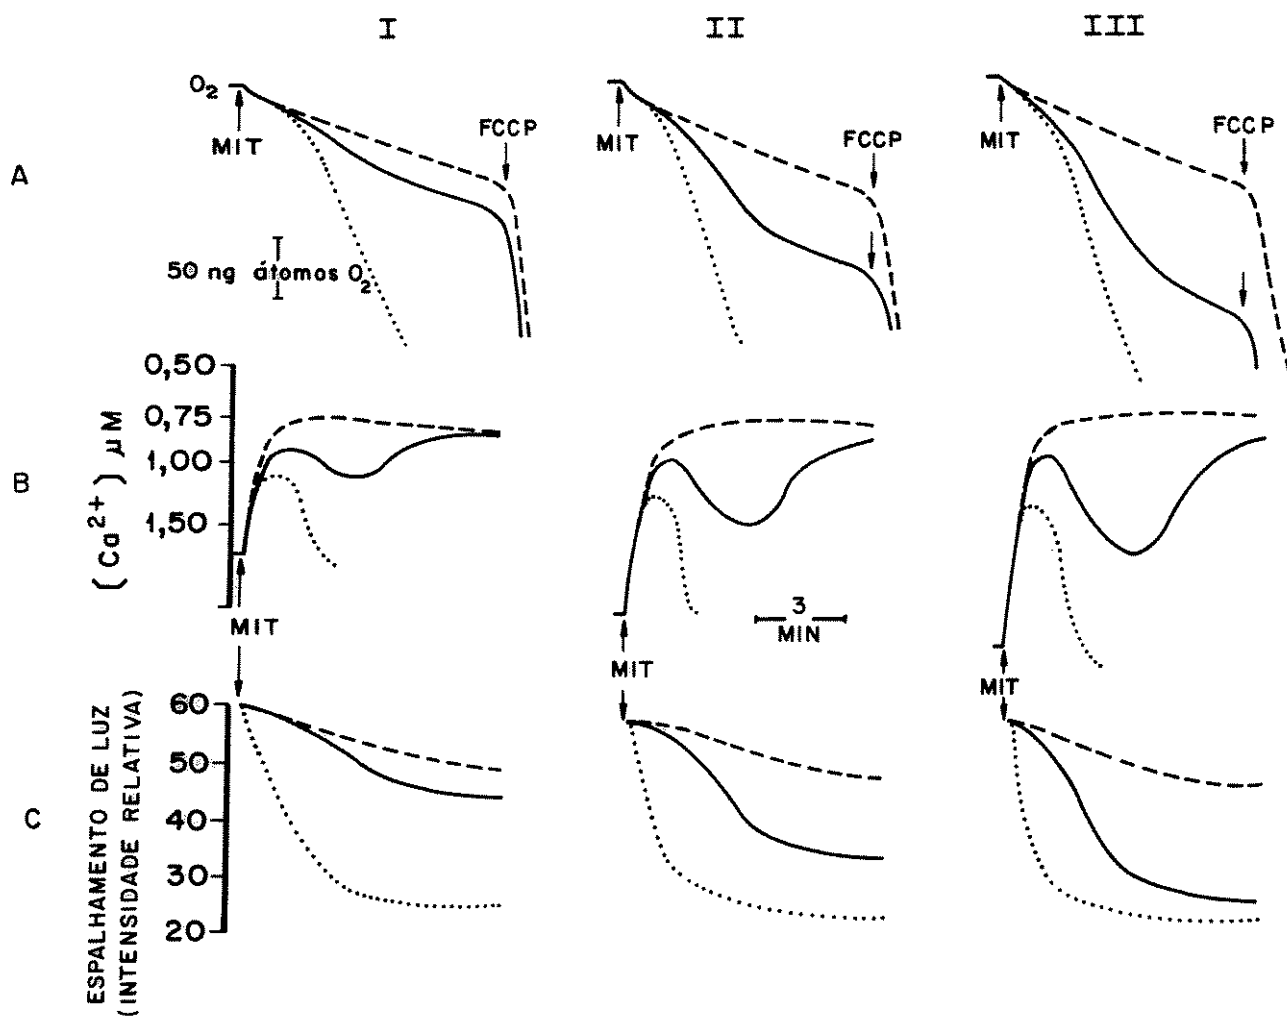 I II III
A
O₂
MIT
FCCP
50 ng átomos O₂
MIT
FCCP
MIT
FCCP
B
(Ca²⁺) µM
0,50
0,75
1,00
1,50
MIT
MIT
MIT
3
MIN
C
ESPALHAMENTO DE LUZ
(INTENSIDADE RELATIVA)
60
50
40
30
20